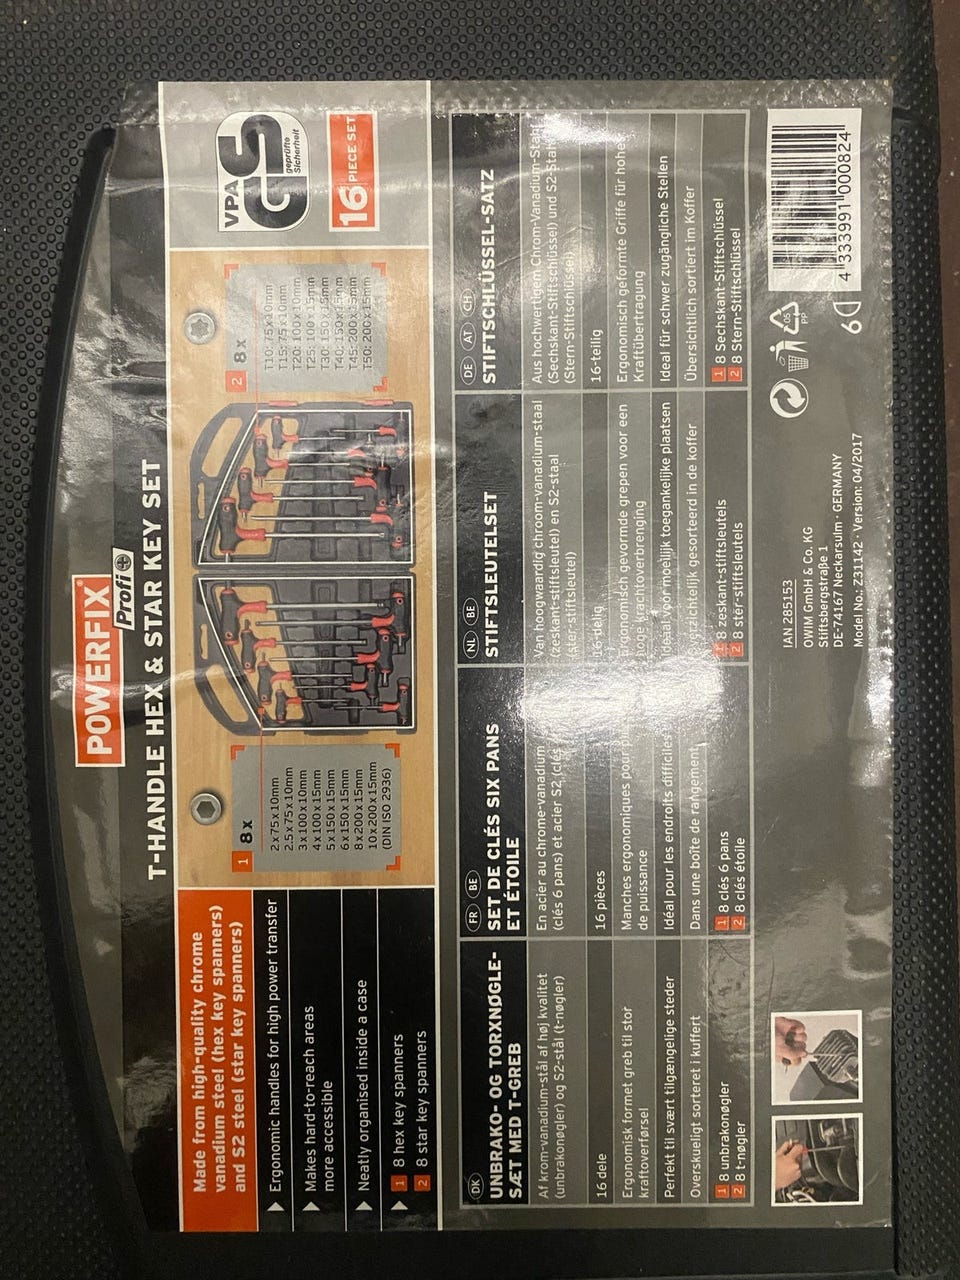 POWERFIX®
Profi
T-HANDLE HEX & STAR KEY SET
Made from high-quality chrome
vanadium steel (hex key spanners)
and S2 steel (star key spanners)
Ergonomic handles for high power transfer
Makes hard-to-reach areas
more accessible
Neatly organised inside a case
1 8 hex key spanners
2 8 star key spanners
1 8x
2x75x10mm
2.5x75x10mm
3x100x10mm
4x100x15mm
5x150x15mm
6x150x15mm
8x200x15mm
10x200x15mm
(DIN ISO 2936)
2 8x
T10: 75x10mm
T15: 75x10mm
T20: 100x10mm
T25: 100x15mm
T30: 150x15mm
T40: 150x15mm
T45: 200x15mm
T50: 200x15mm
VPA
GS
geprüfte
Sicherheit
16 PIECE SET
DK
UNBRAKO- OG TORXNØGLE-
SÆT MED T-GREB
Af krom-vanadium-stål af høj kvalitet
(unbrakonøgler) og S2-stål (t-nøgler)
16 dele
Ergonomisk formet greb til stor
kraftoverførsel
Perfekt til svært tilgængelige steder
Overskueligt sorteret i kuffert
1 8 unbrakonøgler
2 8 t-nøgler
FR BE
SET DE CLÉS SIX PANS
ET ÉTOILE
En acier au chrome-vanadium
(clés 6 pans) et acier S2 (clés
16 pièces
Manches ergonomiques pour
de puissance
Idéal pour les endroits difficiles
Dans une boîte de rangement
1 8 clés 6 pans
2 8 clés étoile
NL BE
STIFTSLEUTELSET
Van hoogwaardig chroom-vanadium-staal
(zeskant-stiftsleutel) en S2-staal
(ster-stiftsleutel)
16-delig
Ergonomisch gevormde grepen voor een
hoge krachtoverbrenging
Ideaal voor moeilijk toegankelijke plaatsen
Overzichtelijk gesorteerd in de koffer
1 8 zeskant-stiftsleutels
2 8 ster-stiftsleutels
DE AT CH
STIFTSCHLÜSSEL-SATZ
Aus hochwertigem Chrom-Vanadium-Stahl
(Sechskant-Stiftschlüssel) und S2-Stahl
(Stern-Stiftschlüssel)
16-teilig
Ergonomisch geformte Griffe für hohe
Kraftübertragung
Ideal für schwer zugängliche Stellen
Übersichtlich sortiert im Koffer
1 8 Sechskant-Stiftschlüssel
2 8 Stern-Stiftschlüssel
IAN 285153
OWIM GmbH & Co. KG
Stiftsbergstraße 1
DE-74167 Neckarsulm · GERMANY
Model No.: Z31142 · Version: 04/2017
05
PP
6
4 333991 000824